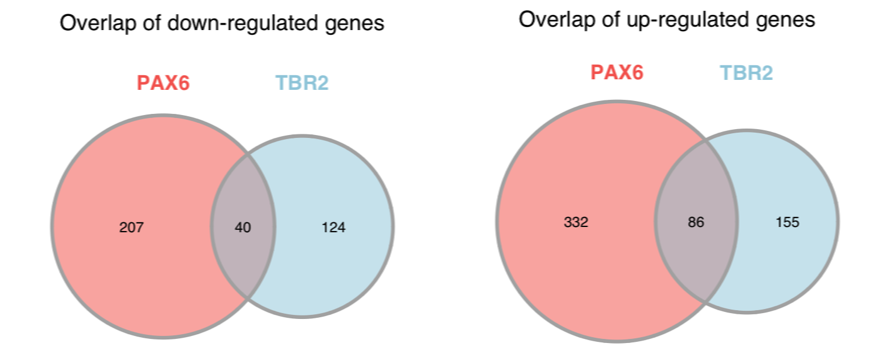 Overlap of down-regulated genes
PAX6 TBR2
207 40 124
Overlap of up-regulated genes
PAX6 TBR2
332 86 155